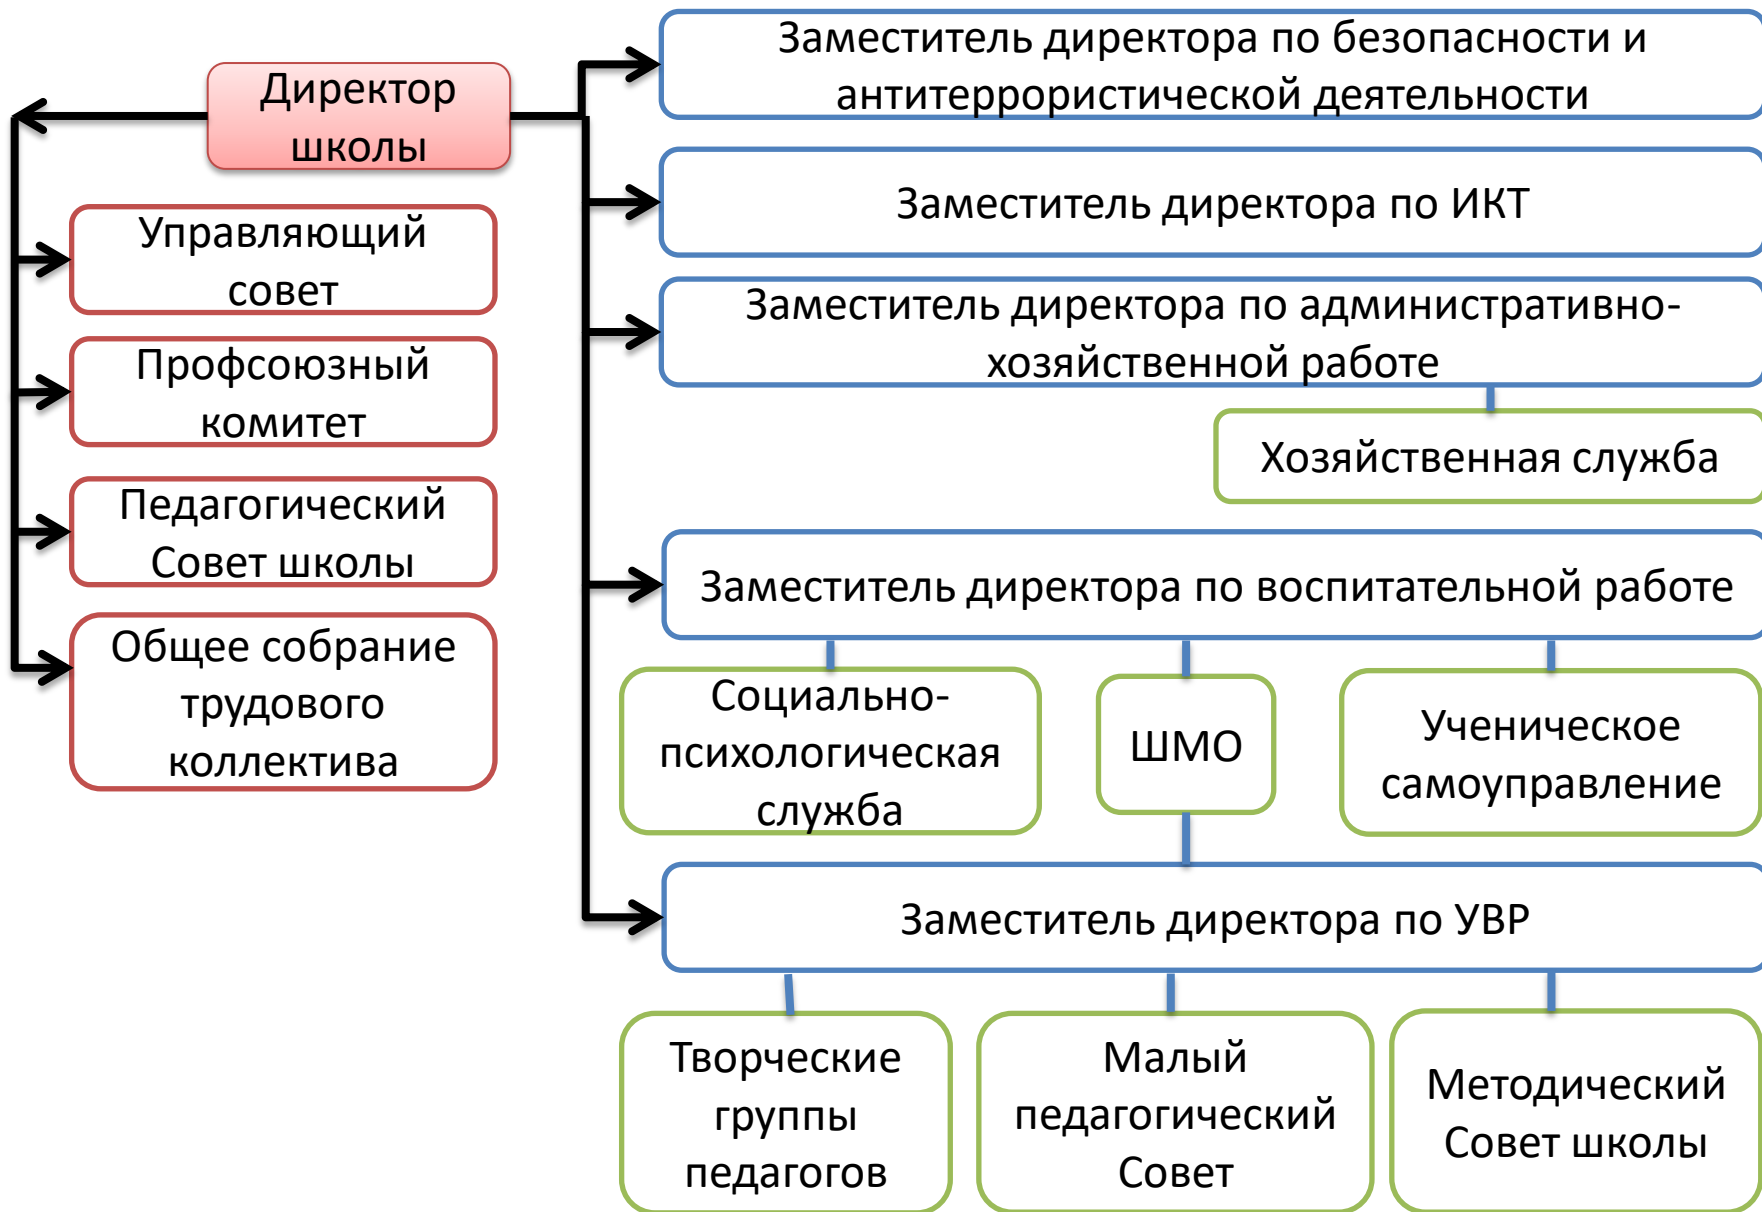 Директор
школы
Управляющий
совет
Профсоюзный
комитет
Педагогический
Совет школы
Общее собрание
трудового
коллектива
Заместитель директора по безопасности и
антитеррористической деятельности
Заместитель директора по ИКТ
Заместитель директора по административно-
хозяйственной работе
Хозяйственная служба
Заместитель директора по воспитательной работе
Социально-
психологическая
служба
ШМО
Ученическое
самоуправление
Заместитель директора по УВР
Творческие
группы
педагогов
Малый
педагогический
Совет
Методический
Совет школы